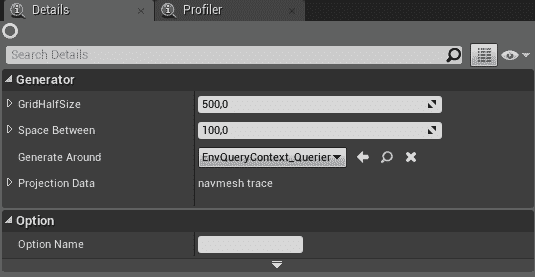 Details
Profiler
Search Details
Generator
GridHalfSize 500,0
Space Between 100,0
Generate Around EnvQueryContext_Querier
Projection Data navmesh trace
Option
Option Name